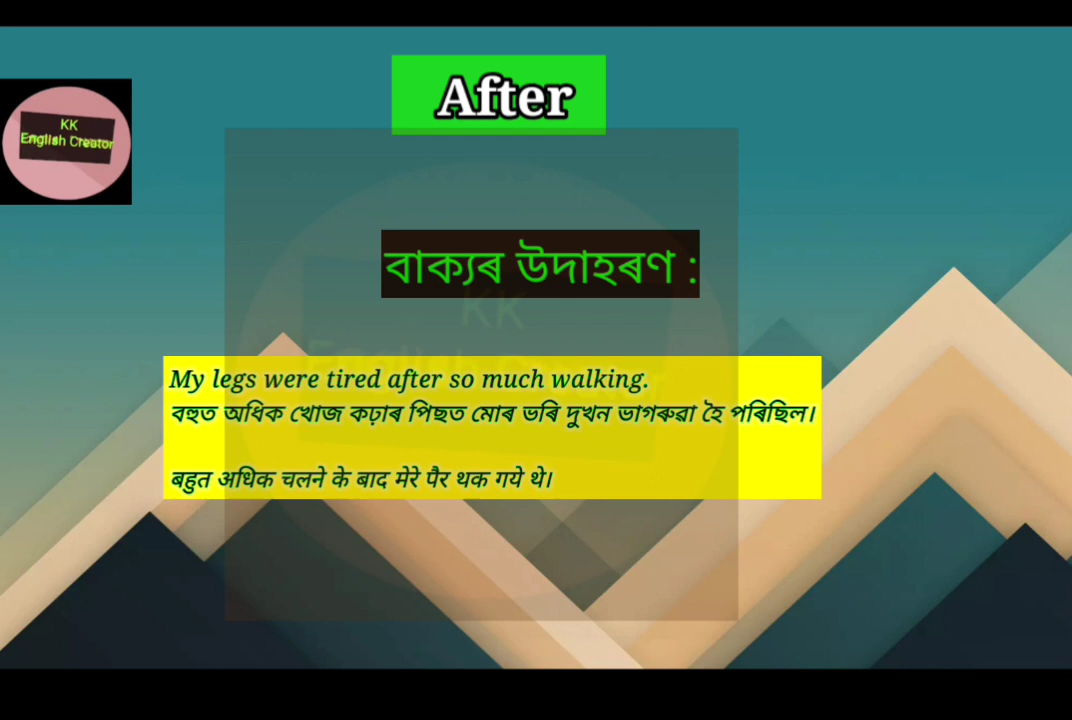 After
KK
English Creator
বাক্যৰ উদাহৰণ :
My legs were tired after so much walking.
বহুত অধিক খোজ কঢ়াৰ পিছত মোৰ ভৰি দুখন ভাগৰুৱা হৈ পৰিছিল।
बहुत अधिक चलने के बाद मेरे पैर थक गये थे।